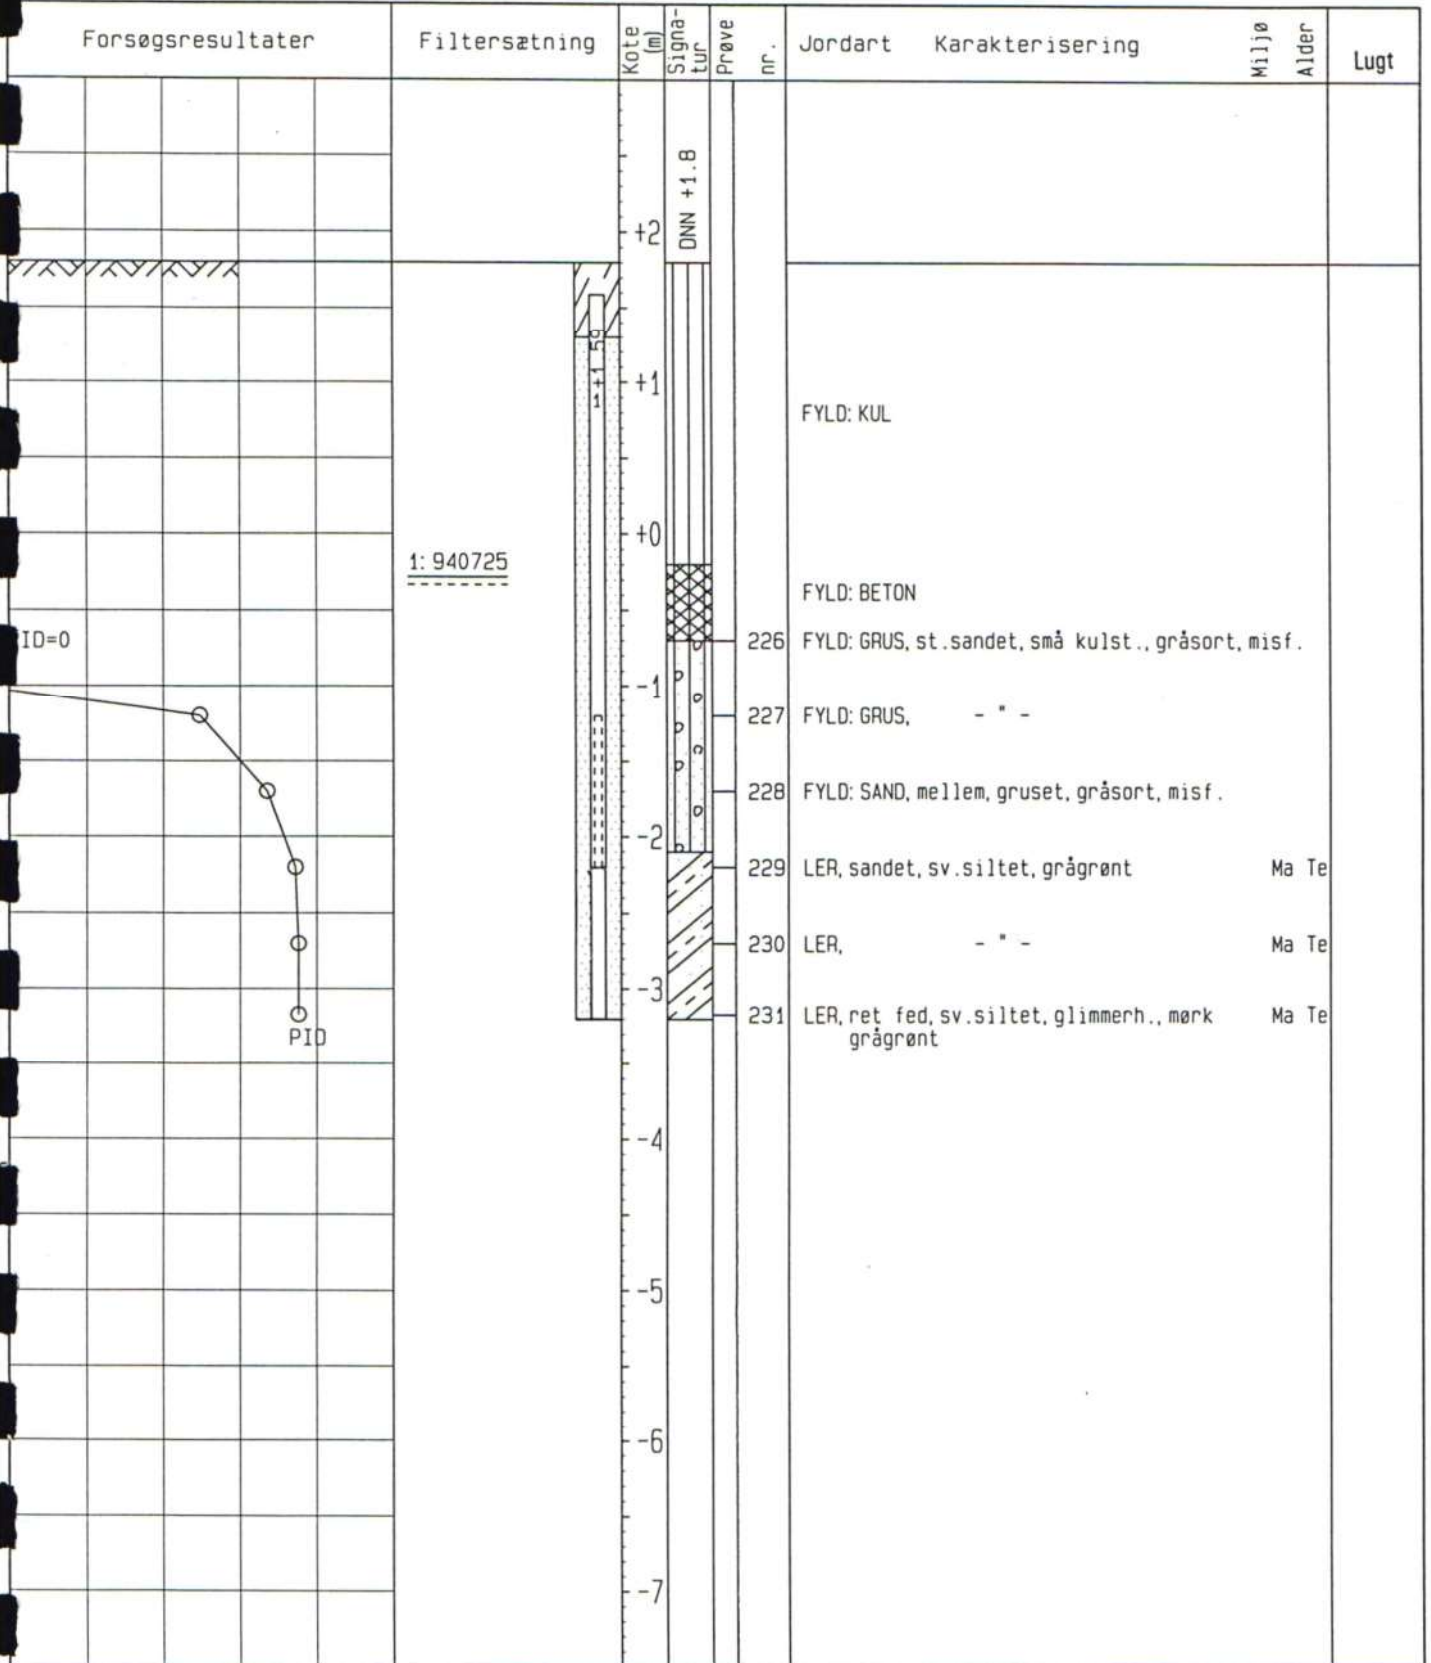 Forsøgsresultater
Filtersætning
Kote (m)
Signa-
tur
Prøve nr.
Jordart Karakterisering
Miljø
Alder
Lugt
DNN +1.8
+2
1 +1.59
+1
FYLD: KUL
+0
1: 940725
FYLD: BETON
ID=0
226 FYLD: GRUS, st.sandet, små kulst., gråsort, misf.
-1
227 FYLD: GRUS, - " -
228 FYLD: SAND, mellem, gruset, gråsort, misf.
-2
229 LER, sandet, sv.siltet, grågrønt Ma Te
230 LER, - " - Ma Te
-3
231 LER, ret fed, sv.siltet, glimmerh., mørk Ma Te
grågrønt
PID
-4
-5
-6
-7